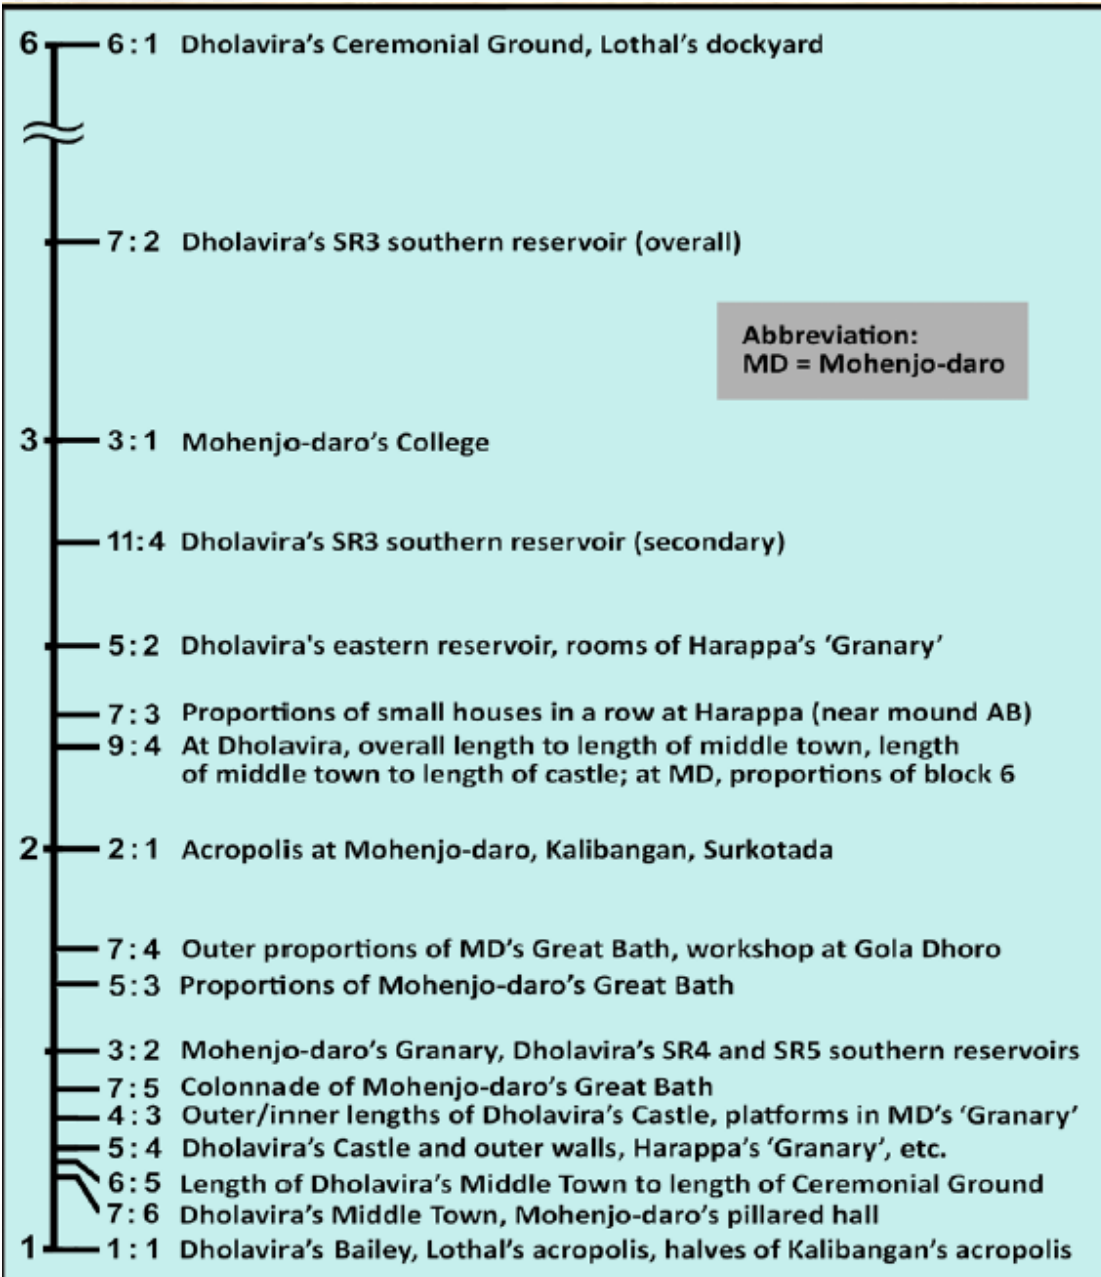 6 6:1 Dholavira's Ceremonial Ground, Lothal's dockyard
7:2 Dholavira's SR3 southern reservoir (overall)
Abbreviation:
MD = Mohenjo-daro
3 3:1 Mohenjo-daro's College
11:4 Dholavira's SR3 southern reservoir (secondary)
5:2 Dholavira's eastern reservoir, rooms of Harappa's ‘Granary’
7:3 Proportions of small houses in a row at Harappa (near mound AB)
9:4 At Dholavira, overall length to length of middle town, length
of middle town to length of castle; at MD, proportions of block 6
2 2:1 Acropolis at Mohenjo-daro, Kalibangan, Surkotada
7:4 Outer proportions of MD's Great Bath, workshop at Gola Dhoro
5:3 Proportions of Mohenjo-daro's Great Bath
3:2 Mohenjo-daro's Granary, Dholavira's SR4 and SR5 southern reservoirs
7:5 Colonnade of Mohenjo-daro's Great Bath
4:3 Outer/inner lengths of Dholavira's Castle, platforms in MD's ‘Granary’
5:4 Dholavira's Castle and outer walls, Harappa's ‘Granary’, etc.
6:5 Length of Dholavira's Middle Town to length of Ceremonial Ground
7:6 Dholavira's Middle Town, Mohenjo-daro's pillared hall
1 1:1 Dholavira's Bailey, Lothal's acropolis, halves of Kalibangan's acropolis